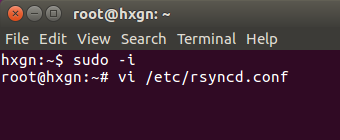 root@hxgn: ~
File Edit View Search Terminal Help
hxgn:~$ sudo -i
root@hxgn:~# vi /etc/rsyncd.conf